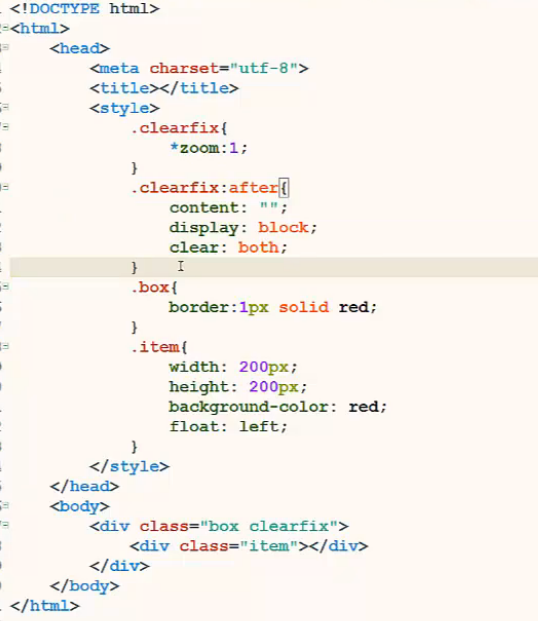 <!DOCTYPE html>
<html>
<head>
<meta charset="utf-8">
<title></title>
<style>
.clearfix{
*zoom:1;
}
.clearfix:after{
content: "";
display: block;
clear: both;
}
.box{
border:1px solid red;
}
.item{
width: 200px;
height: 200px;
background-color: red;
float: left;
}
</style>
</head>
<body>
<div class="box clearfix">
<div class="item"></div>
</div>
</body>
</html>